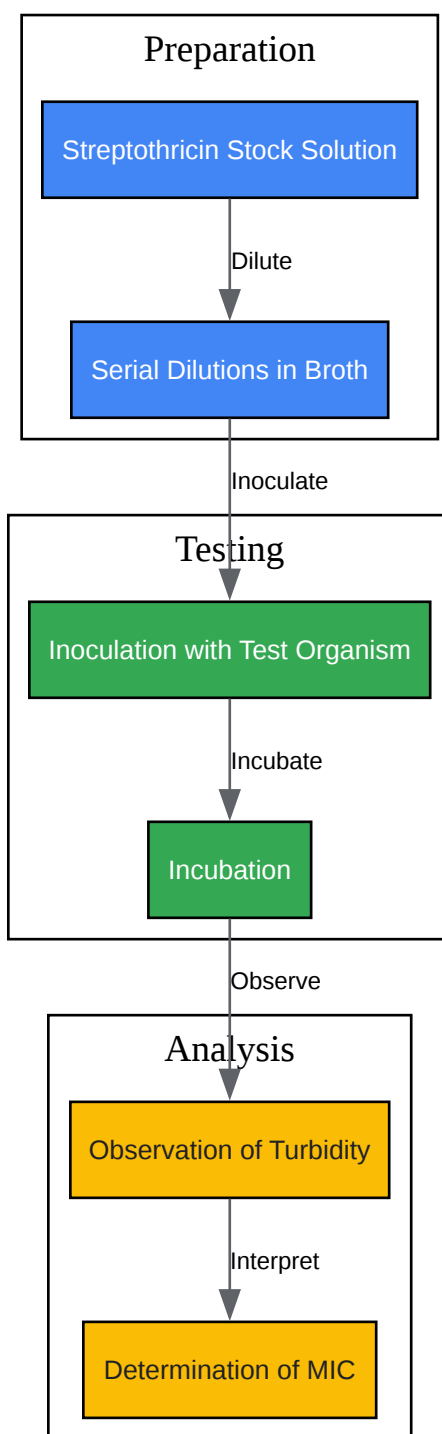 Preparation
Streptothricin Stock Solution
Dilute
Serial Dilutions in Broth
Inoculate
Testing
Inoculation with Test Organism
Incubate
Incubation
Observe
Analysis
Observation of Turbidity
Interpret
Determination of MIC